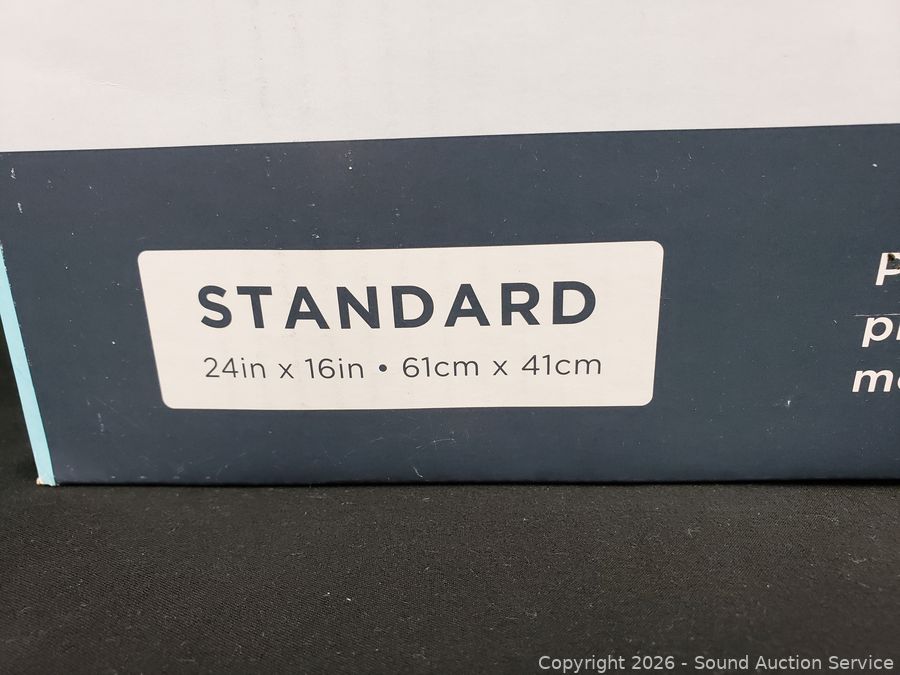 STANDARD
24in x 16in • 61cm x 41cm
Copyright 2026 - Sound Auction Service